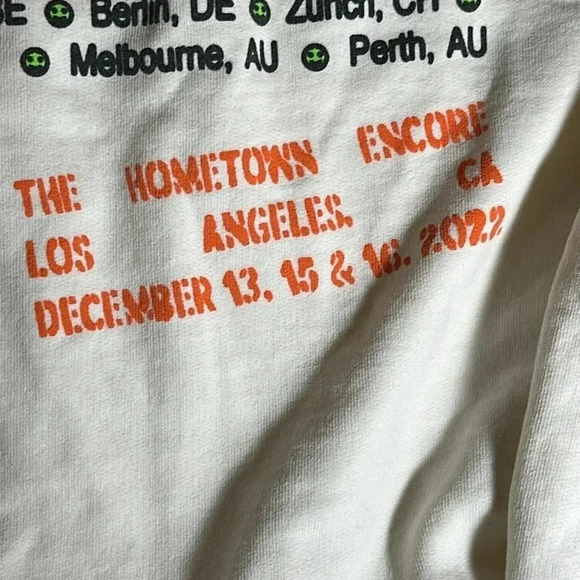 BE Berlin, DE Zurich, CH
Melbourne, AU Perth, AU
THE HOMETOWN ENCORE
LOS ANGELES, CA
DECEMBER 13, 15 & 16, 2022